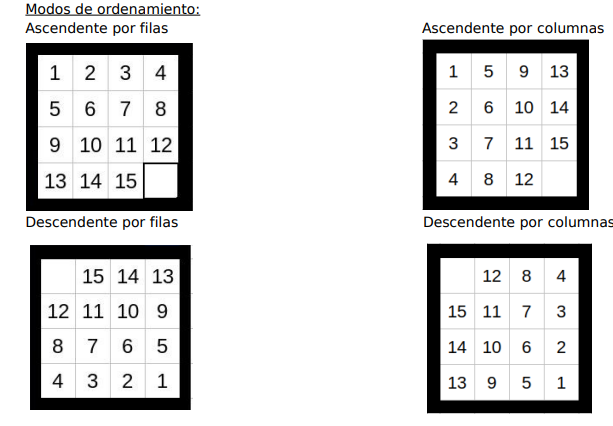 Modos de ordenamiento:
Ascendente por filas
1 2 3 4
5 6 7 8
9 10 11 12
13 14 15
Ascendente por columnas
1 5 9 13
2 6 10 14
3 7 11 15
4 8 12
Descendente por filas
15 14 13
12 11 10 9
8 7 6 5
4 3 2 1
Descendente por columnas
12 8 4
15 11 7 3
14 10 6 2
13 9 5 1